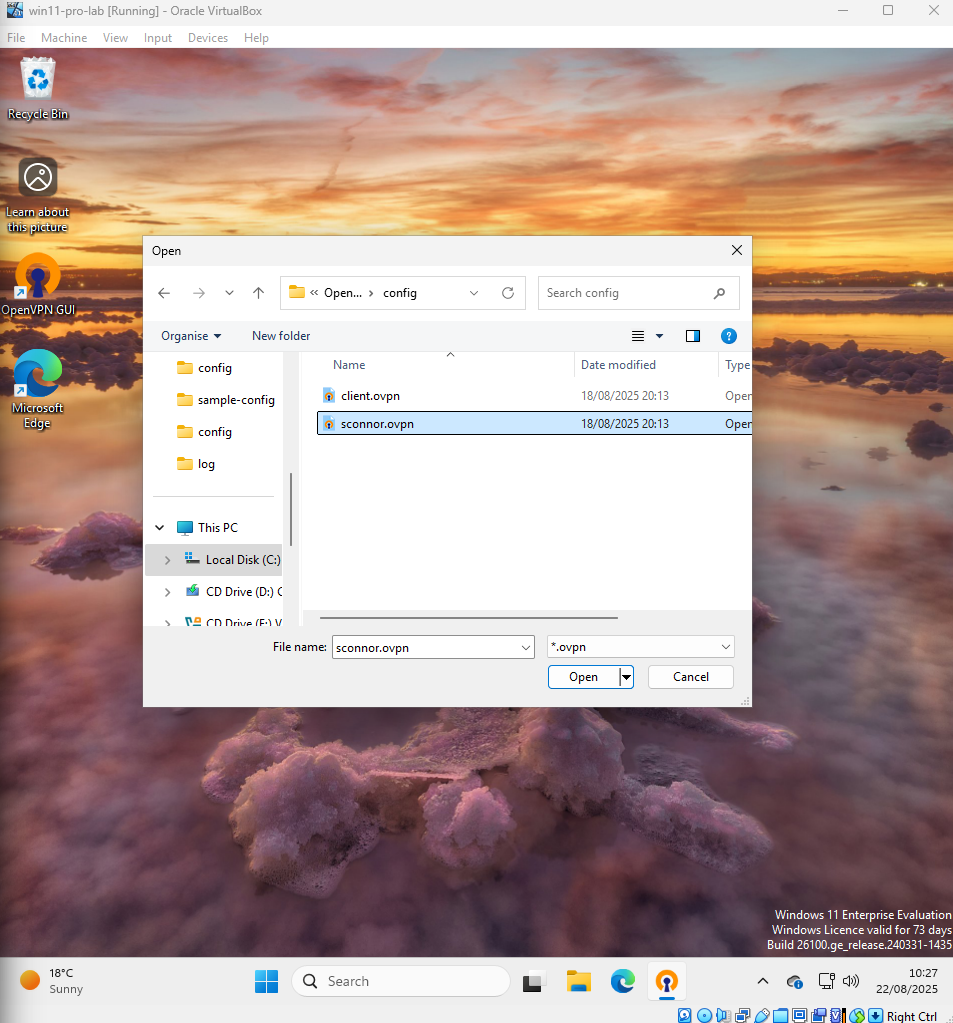 win11-pro-lab [Running] - Oracle VirtualBox
File Machine View Input Devices Help
Recycle Bin
Learn about
this picture
OpenVPN GUI
Microsoft
Edge
Open
« Open... › config
Search config
Organise
New folder
config
sample-config
config
log
This PC
Local Disk (C:)
CD Drive (D:) C
CD Drive (E:) V
Name Date modified Type
client.ovpn 18/08/2025 20:13 Open
sconnor.ovpn 18/08/2025 20:13 Open
File name: sconnor.ovpn *.ovpn
Open Cancel
Windows 11 Enterprise Evaluation
Windows Licence valid for 73 days
Build 26100.ge_release.240331-1435
18°C
Sunny
Search
10:27
22/08/2025
Right Ctrl